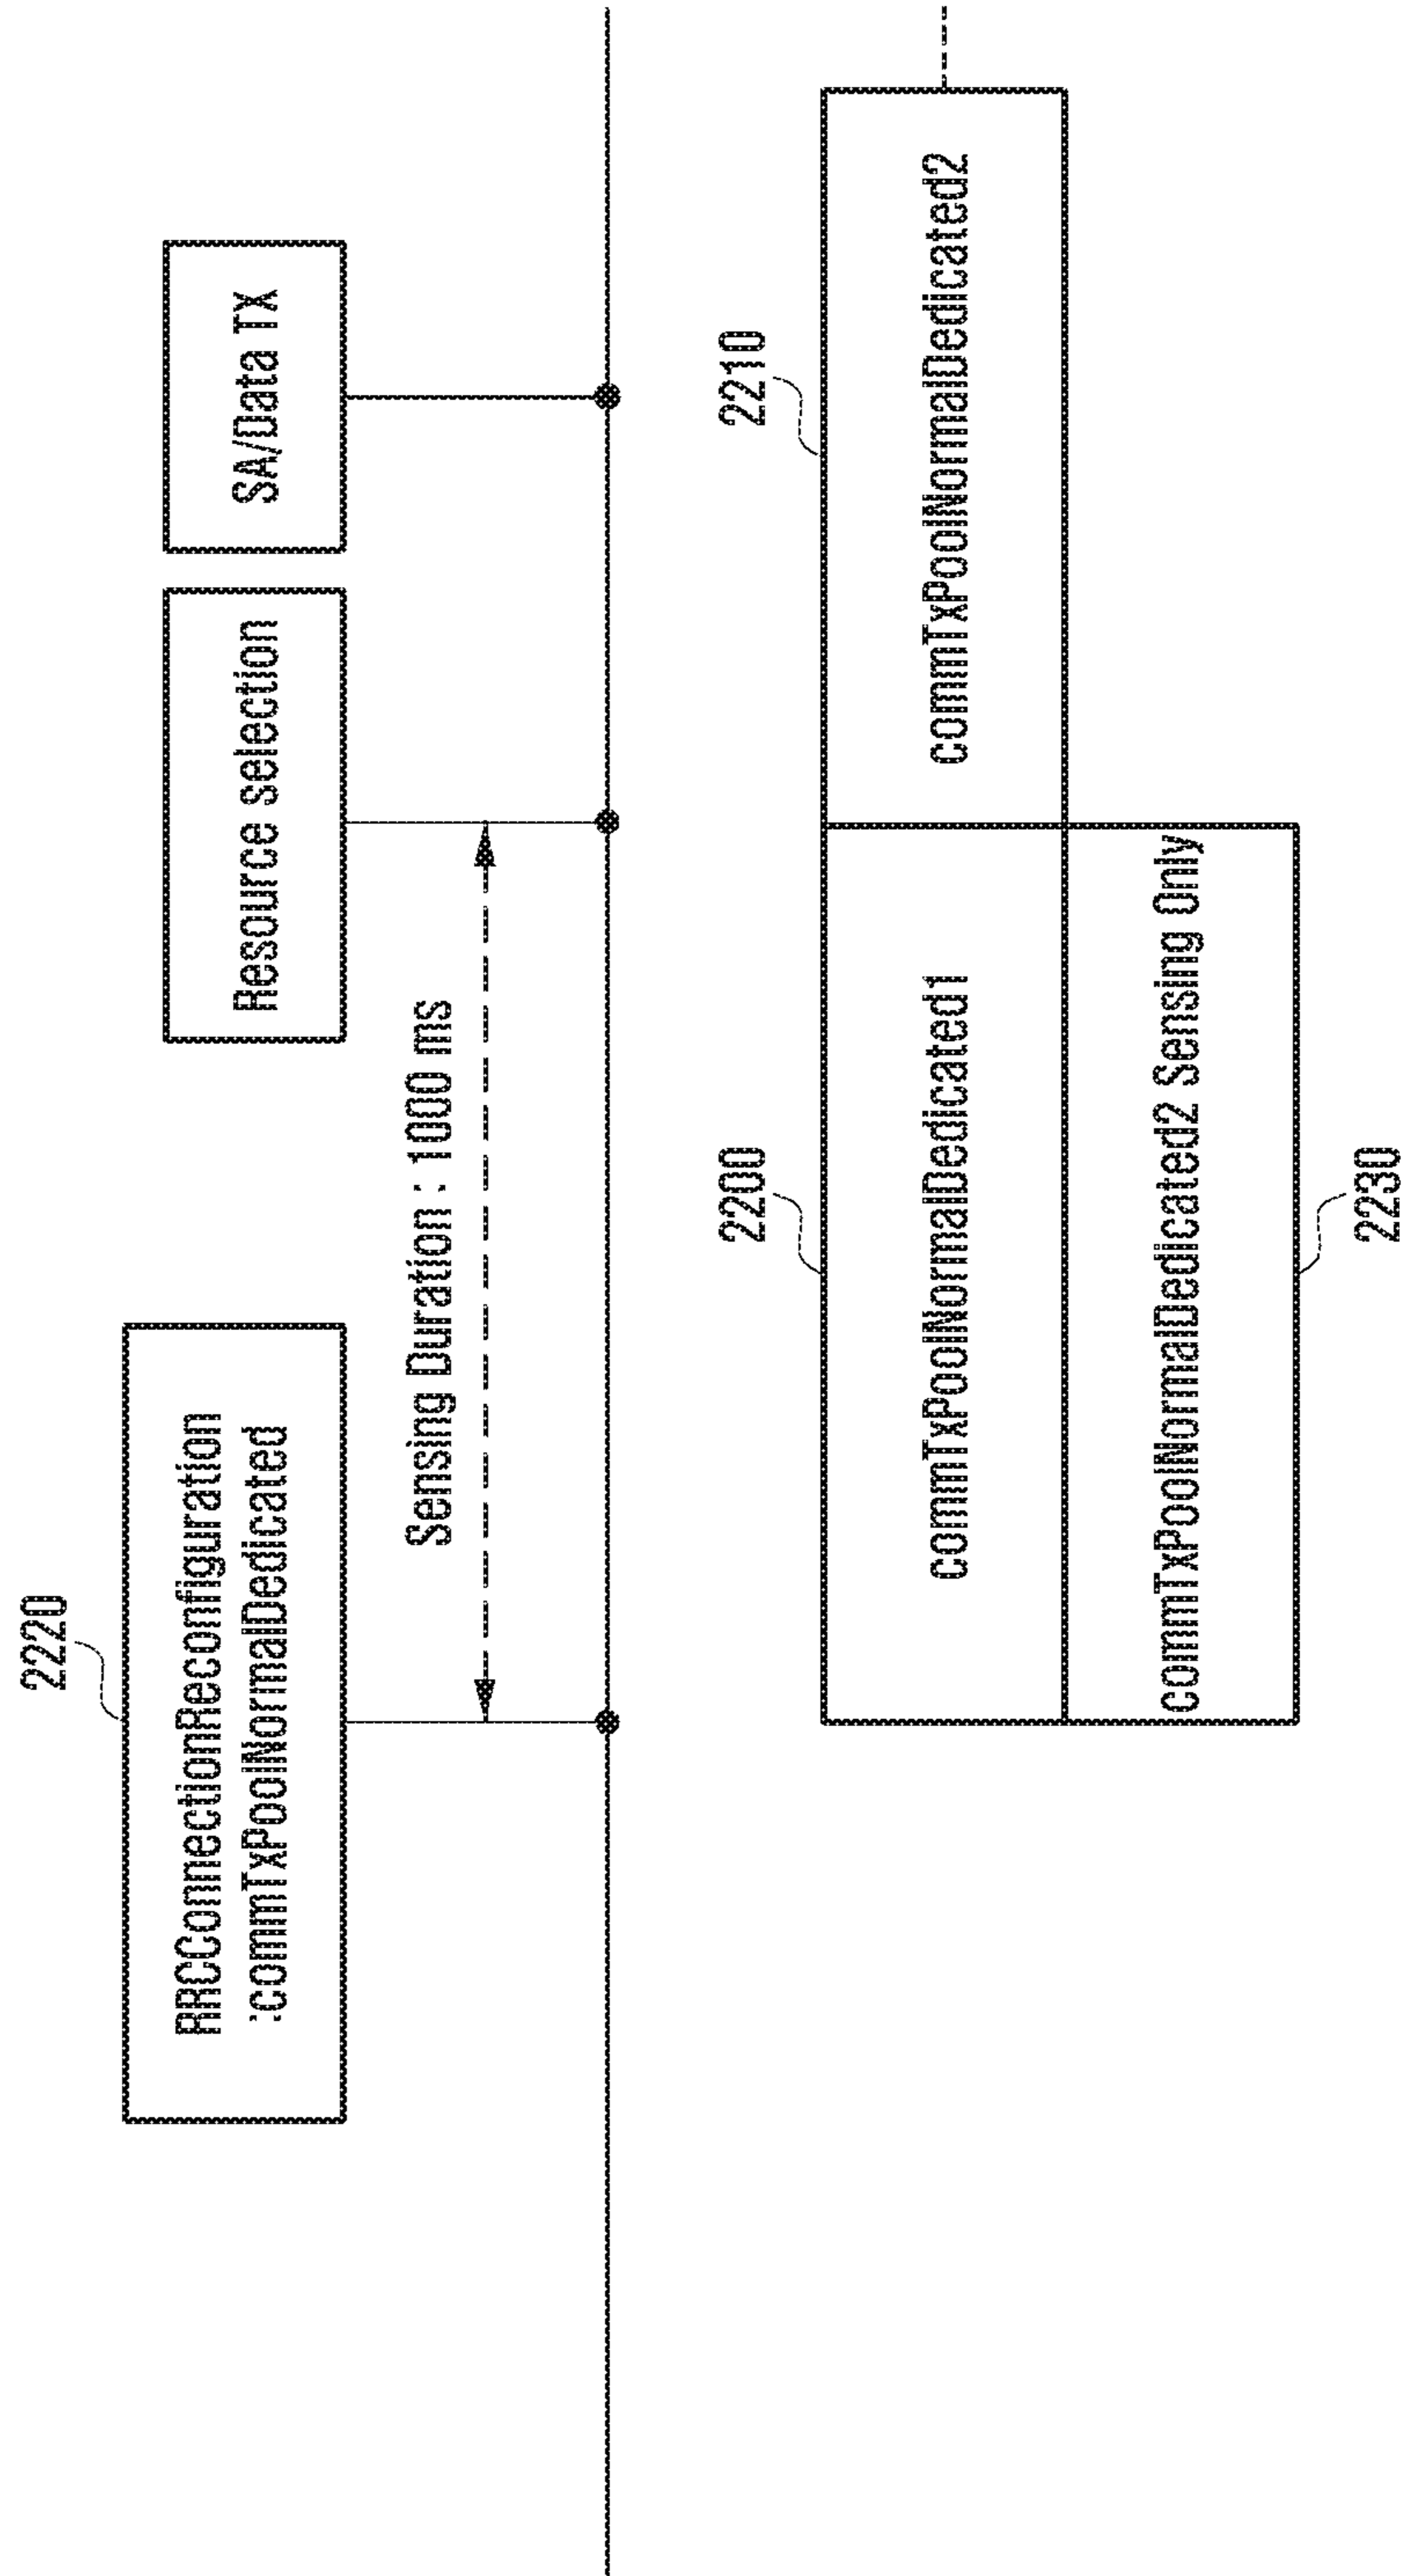 2220
RRCConnectionReconfiguration
:commTxPoolNormalDedicated
Resource selection
SA/Data TX
Sensing Duration : 1000 ms
2200
2210
commTxPoolNormalDedicated1
commTxPoolNormalDedicated2
commTxPoolNormalDedicated2 Sensing Only
2230